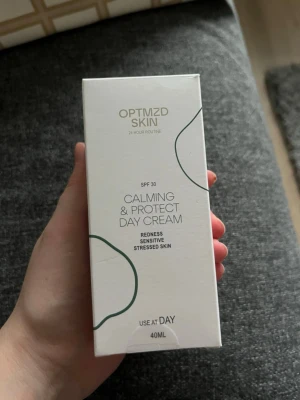 OPTMZD
SKIN
SPF 30
CALMING
& PROTECT
DAY CREAM
REDNESS
SENSITIVE
STRESSED SKIN
USE AT DAY
40ML